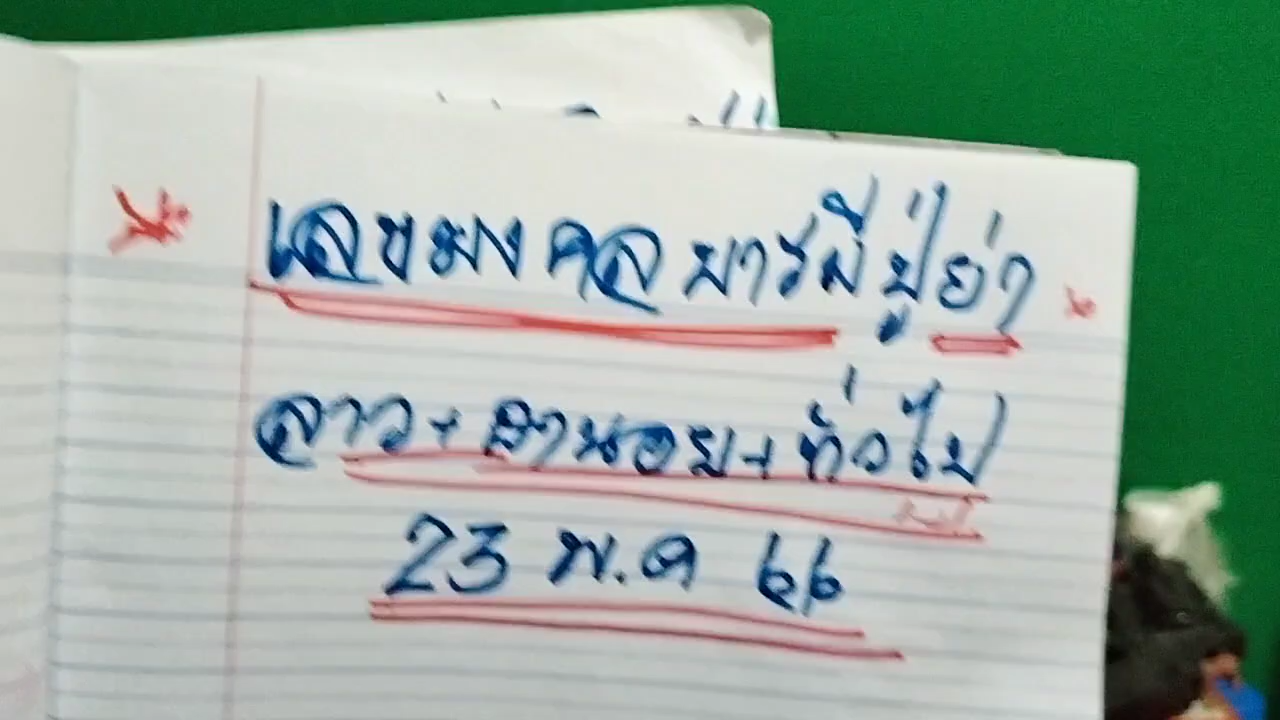 เลขมงคลบารมีปู่ย่า
ลาว+ฮานอย+ทั่วไป
23 พ.ค 66